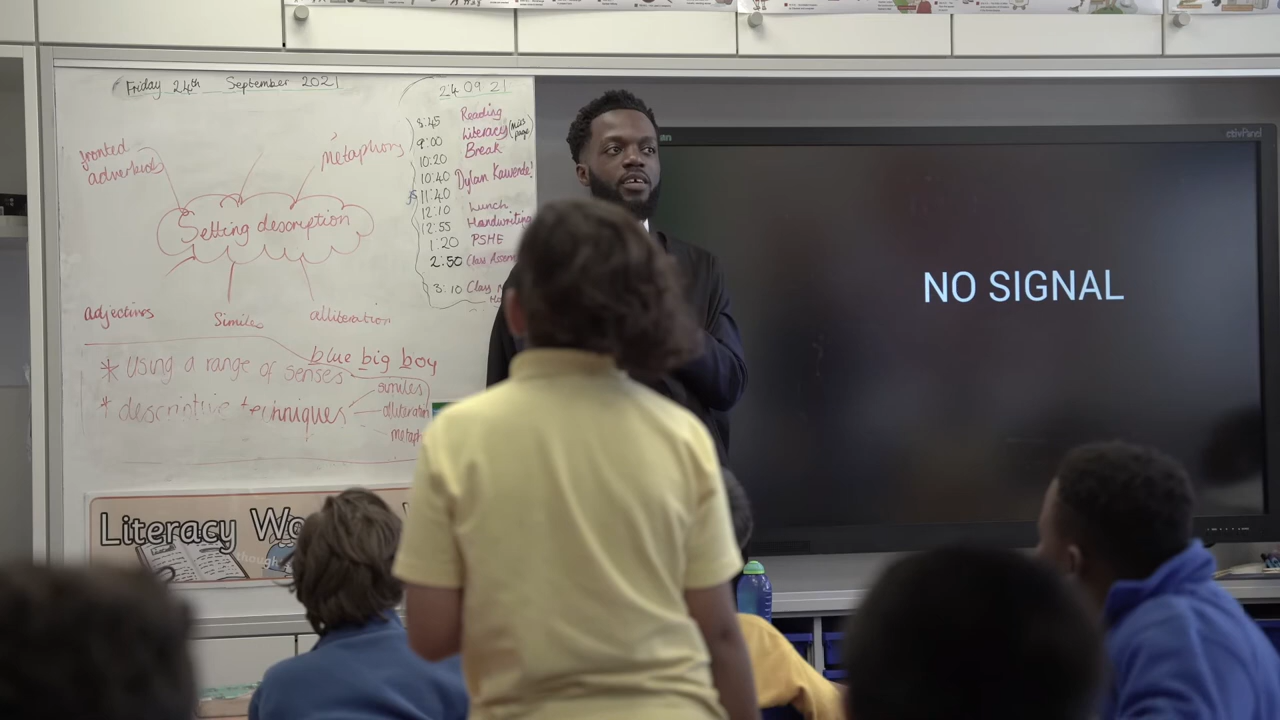 Friday 24th September 2021
24 09 21
8:45 Reading
9:00 Literacy
10:20 Break
10:40 Dylan Kawende!
11:40
12:10 Lunch
12:55 Handwriting
1:20 PSHE
2:50 Class
3:10 Class
fronted
adverbials
metaphors
Setting description
adjectives
Similes
alliteration
blue big boy
* Using a range of senses
* descriptive techniques
similes
alliteration
Literacy
though
NO SIGNAL
activPanel